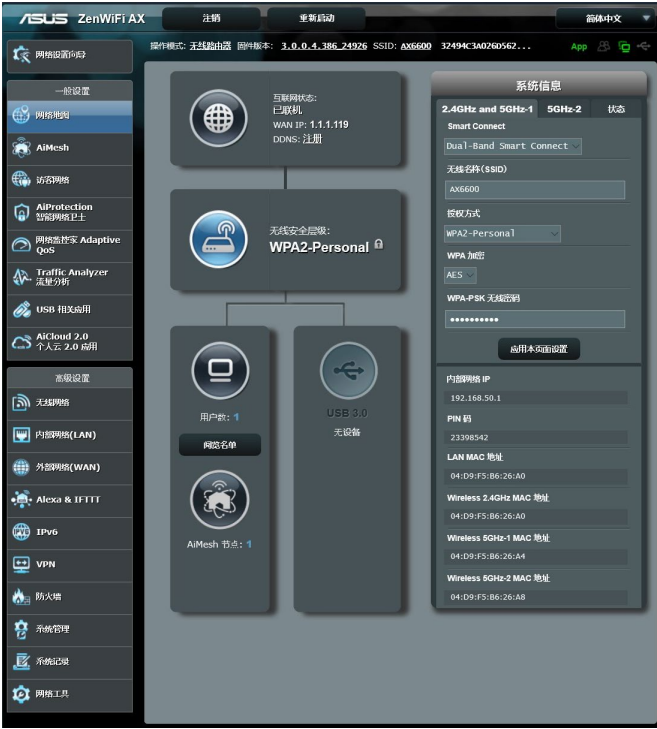 ASUS ZenWiFi AX
注销
重新启动
简体中文
操作模式: 无线路由器 固件版本: 3.0.0.4.386_24926 SSID: AX6600 32494C3A026D562...
App
网络设置向导
一般设置
网络地图
AiMesh
访客网络
AiProtection
智能网络卫士
网络监控家 Adaptive
QoS
Traffic Analyzer
流量分析
USB 相关应用
AiCloud 2.0
个人云 2.0 应用
高级设置
无线网络
内部网络(LAN)
外部网络(WAN)
Alexa & IFTTT
IPv6
VPN
防火墙
系统管理
系统记录
网络工具
互联网状态:
已联机
WAN IP: 1.1.1.119
DDNS: 注册
无线安全层级:
WPA2-Personal
用户数: 1
阅览名单
AiMesh 节点: 1
USB 3.0
无设备
系统信息
2.4GHz and 5GHz-1
5GHz-2
状态
Smart Connect
Dual-Band Smart Connect
无线名称(SSID)
AX6600
授权方式
WPA2-Personal
WPA 加密
AES
WPA-PSK 无线密码
••••••••••
应用本页面设置
内部网络 IP
192.168.50.1
PIN 码
23398542
LAN MAC 地址
04:D9:F5:B6:26:A0
Wireless 2.4GHz MAC 地址
04:D9:F5:B6:26:A0
Wireless 5GHz-1 MAC 地址
04:D9:F5:B6:26:A4
Wireless 5GHz-2 MAC 地址
04:D9:F5:B6:26:A8